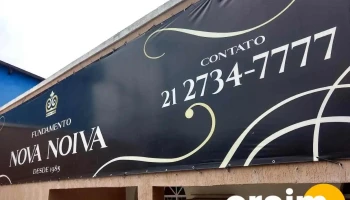 FUNDAMENTO
NOVA NOIVA
DESDE 1985
CONTATO
21 2734-7777